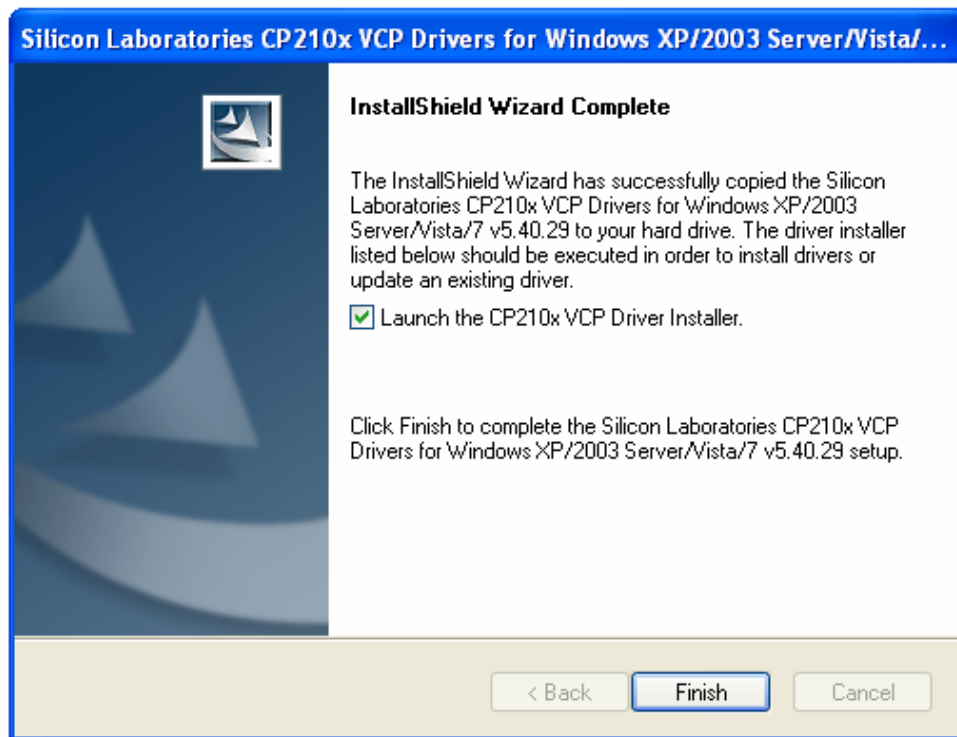 Silicon Laboratories CP210x VCP Drivers for Windows XP/2003 Server/Vista/...
InstallShield Wizard Complete
The InstallShield Wizard has successfully copied the Silicon
Laboratories CP210x VCP Drivers for Windows XP/2003
Server/Vista/7 v5.40.29 to your hard drive. The driver installer
listed below should be executed in order to install drivers or
update an existing driver.
Launch the CP210x VCP Driver Installer.
Click Finish to complete the Silicon Laboratories CP210x VCP
Drivers for Windows XP/2003 Server/Vista/7 v5.40.29 setup.
< Back Finish Cancel